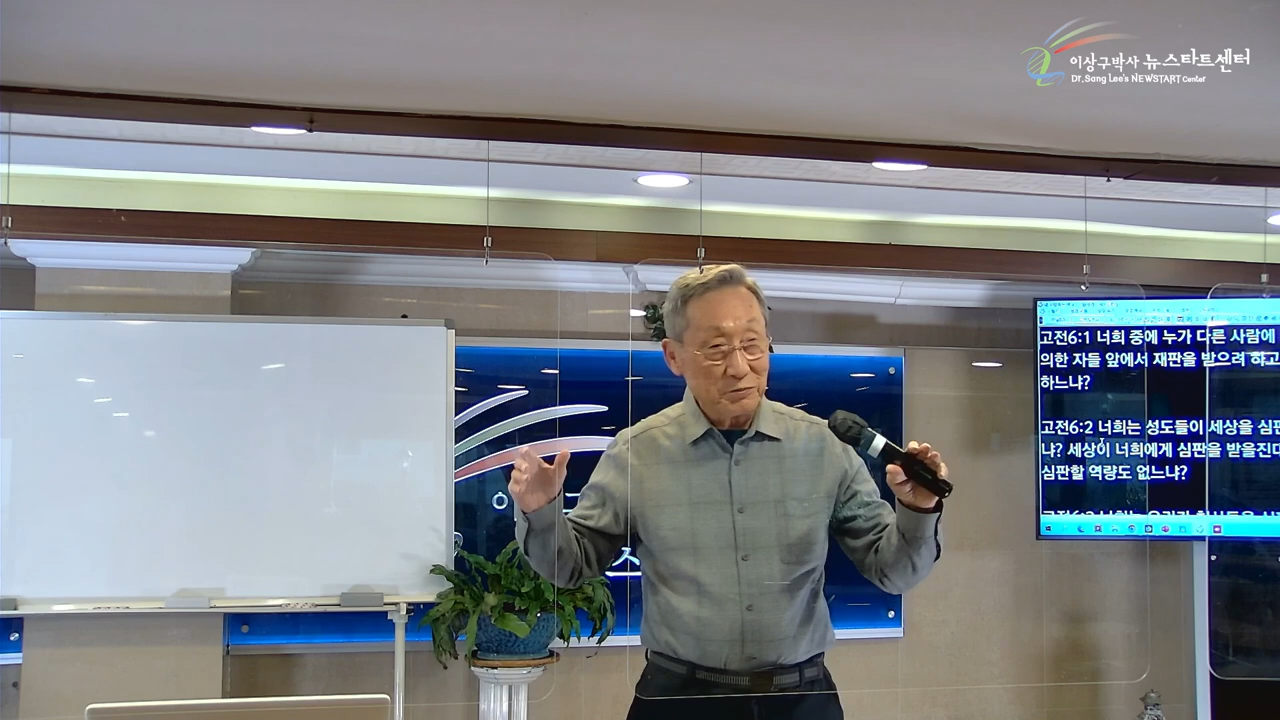 이상구박사 뉴스타트센터
Dr. Sang Lee's NEWSTART Center
고전6:1 너희 중에 누가 다른 사람에
의한 자들 앞에서 재판을 받으려 하고
하느냐?
고전6:2 너희는 성도들이 세상을 심판
냐? 세상이 너희에게 심판을 받을진대
심판할 역량도 없느냐?